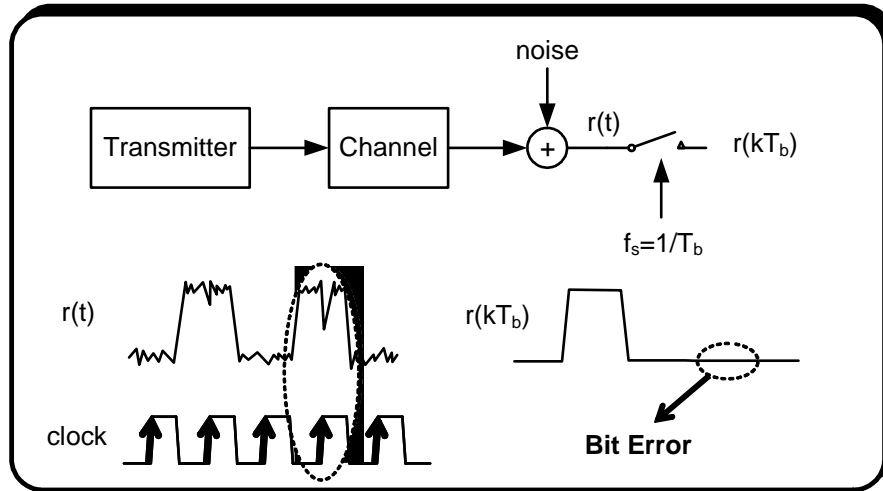 noise
Transmitter
Channel
+
r(t)
r(kT_b)
f_s=1/T_b
r(t)
r(kT_b)
clock
Bit Error